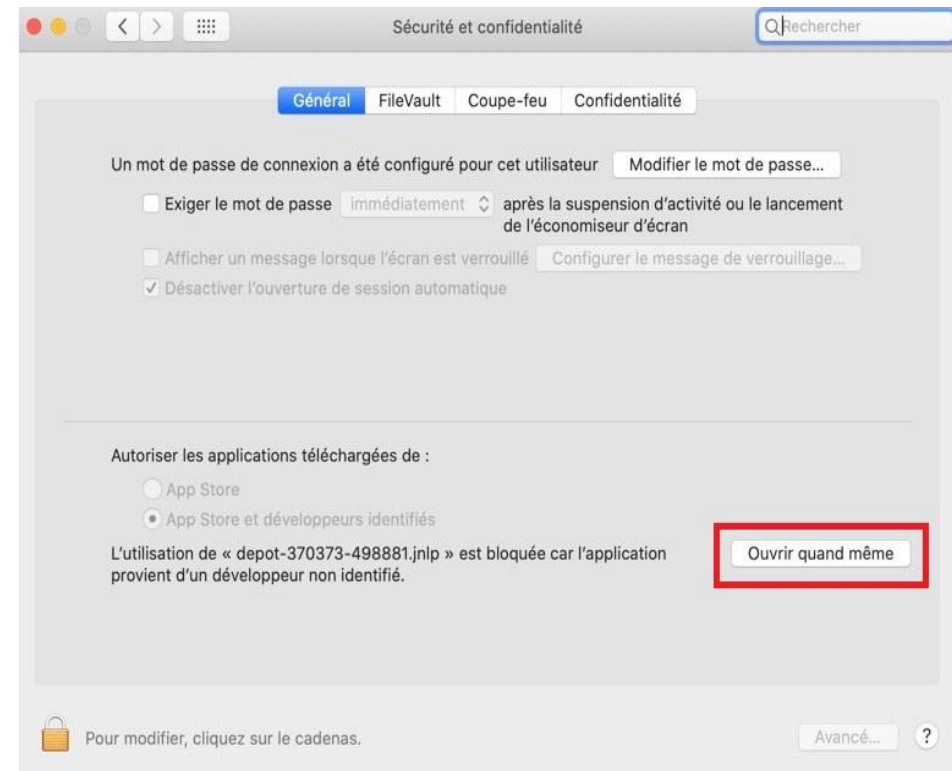 Sécurité et confidentialité
Rechercher
Général FileVault Coupe-feu Confidentialité
Un mot de passe de connexion a été configuré pour cet utilisateur Modifier le mot de passe...
Exiger le mot de passe immédiatement après la suspension d'activité ou le lancement
de l'économiseur d'écran
Afficher un message lorsque l'écran est verrouillé Configurer le message de verrouillage...
Désactiver l'ouverture de session automatique
Autoriser les applications téléchargées de :
App Store
App Store et développeurs identifiés
L'utilisation de « depot-370373-498881.jnlp » est bloquée car l'application
provient d'un développeur non identifié.
Ouvrir quand même
Pour modifier, cliquez sur le cadenas.
Avancé... ?